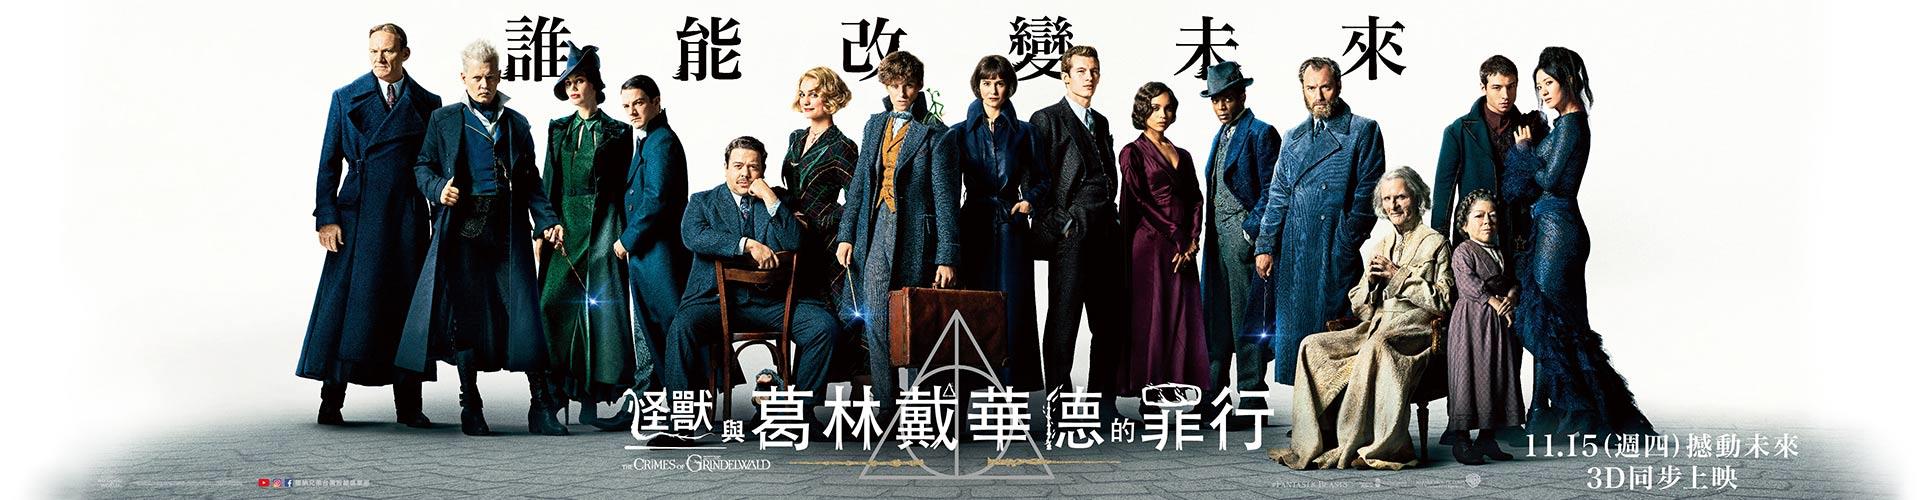 誰能改變未來
怪獸與葛林戴華德的罪行
THE CRIMES OF GRINDELWALD
11.15(週四)撼動未來
3D同步上映